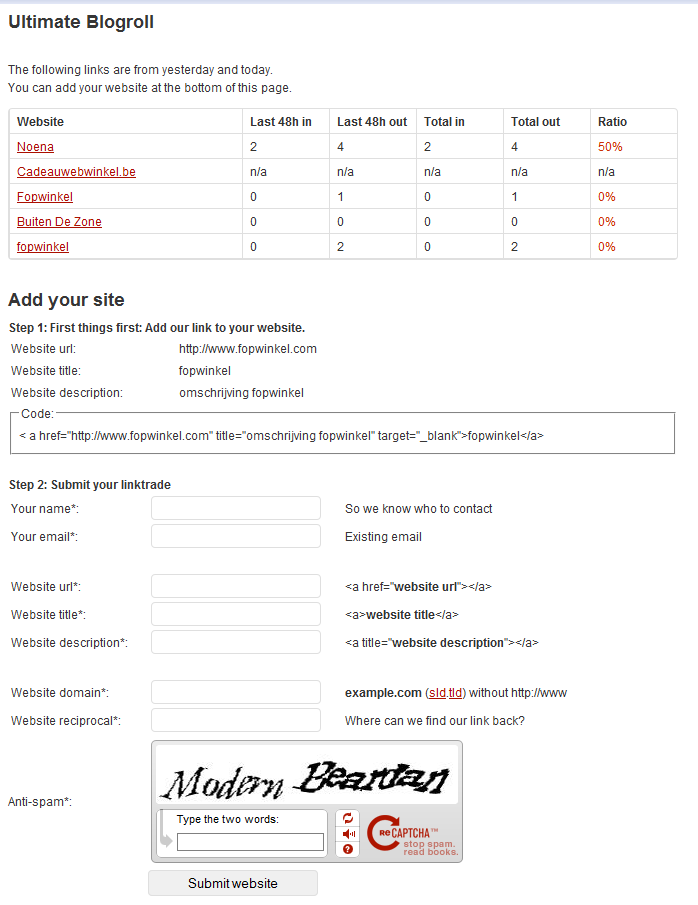 Ultimate Blogroll
The following links are from yesterday and today.
You can add your website at the bottom of this page.
Website Last 48h in Last 48h out Total in Total out Ratio
Noena 2 4 2 4 50%
Cadeauwebwinkel.be n/a n/a n/a n/a n/a
Fopwinkel 0 1 0 1 0%
Buiten De Zone 0 0 0 0 0%
fopwinkel 0 2 0 2 0%
Add your site
Step 1: First things first: Add our link to your website.
Website url: http://www.fopwinkel.com
Website title: fopwinkel
Website description: omschrijving fopwinkel
Code:
< a href="http://www.fopwinkel.com" title="omschrijving fopwinkel" target="_blank">fopwinkel</a>
Step 2: Submit your linktrade
Your name*: So we know who to contact
Your email*: Existing email
Website url*: <a href="website url"></a>
Website title*: <a>website title</a>
Website description*: <a title="website description"></a>
Website domain*: example.com (sld.tld) without http://www
Website reciprocal*: Where can we find our link back?
Anti-spam*:
Type the two words:
reCAPTCHA™
stop spam.
read books.
Submit website